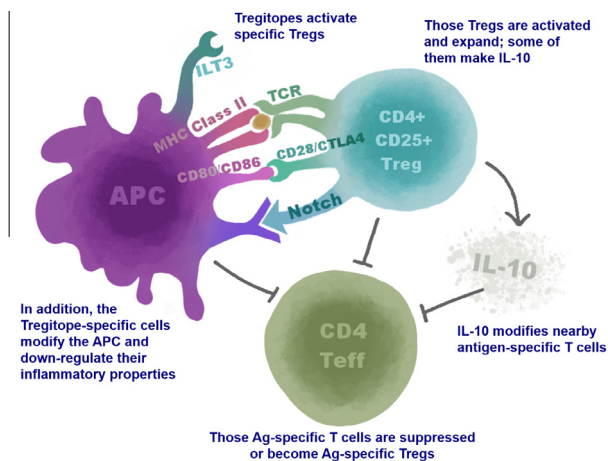 Tregitopes activate
specific Tregs
Those Tregs are activated
and expand; some of
them make IL-10
ILT3
MHC Class II
TCR
CD80/CD86
CD28/CTLA4
Notch
APC
CD4+
CD25+
Treg
IL-10
In addition, the
Tregitope-specific cells
modify the APC and
down-regulate their
inflammatory properties
CD4
Teff
IL-10 modifies nearby
antigen-specific T cells
Those Ag-specific T cells are suppressed
or become Ag-specific Tregs